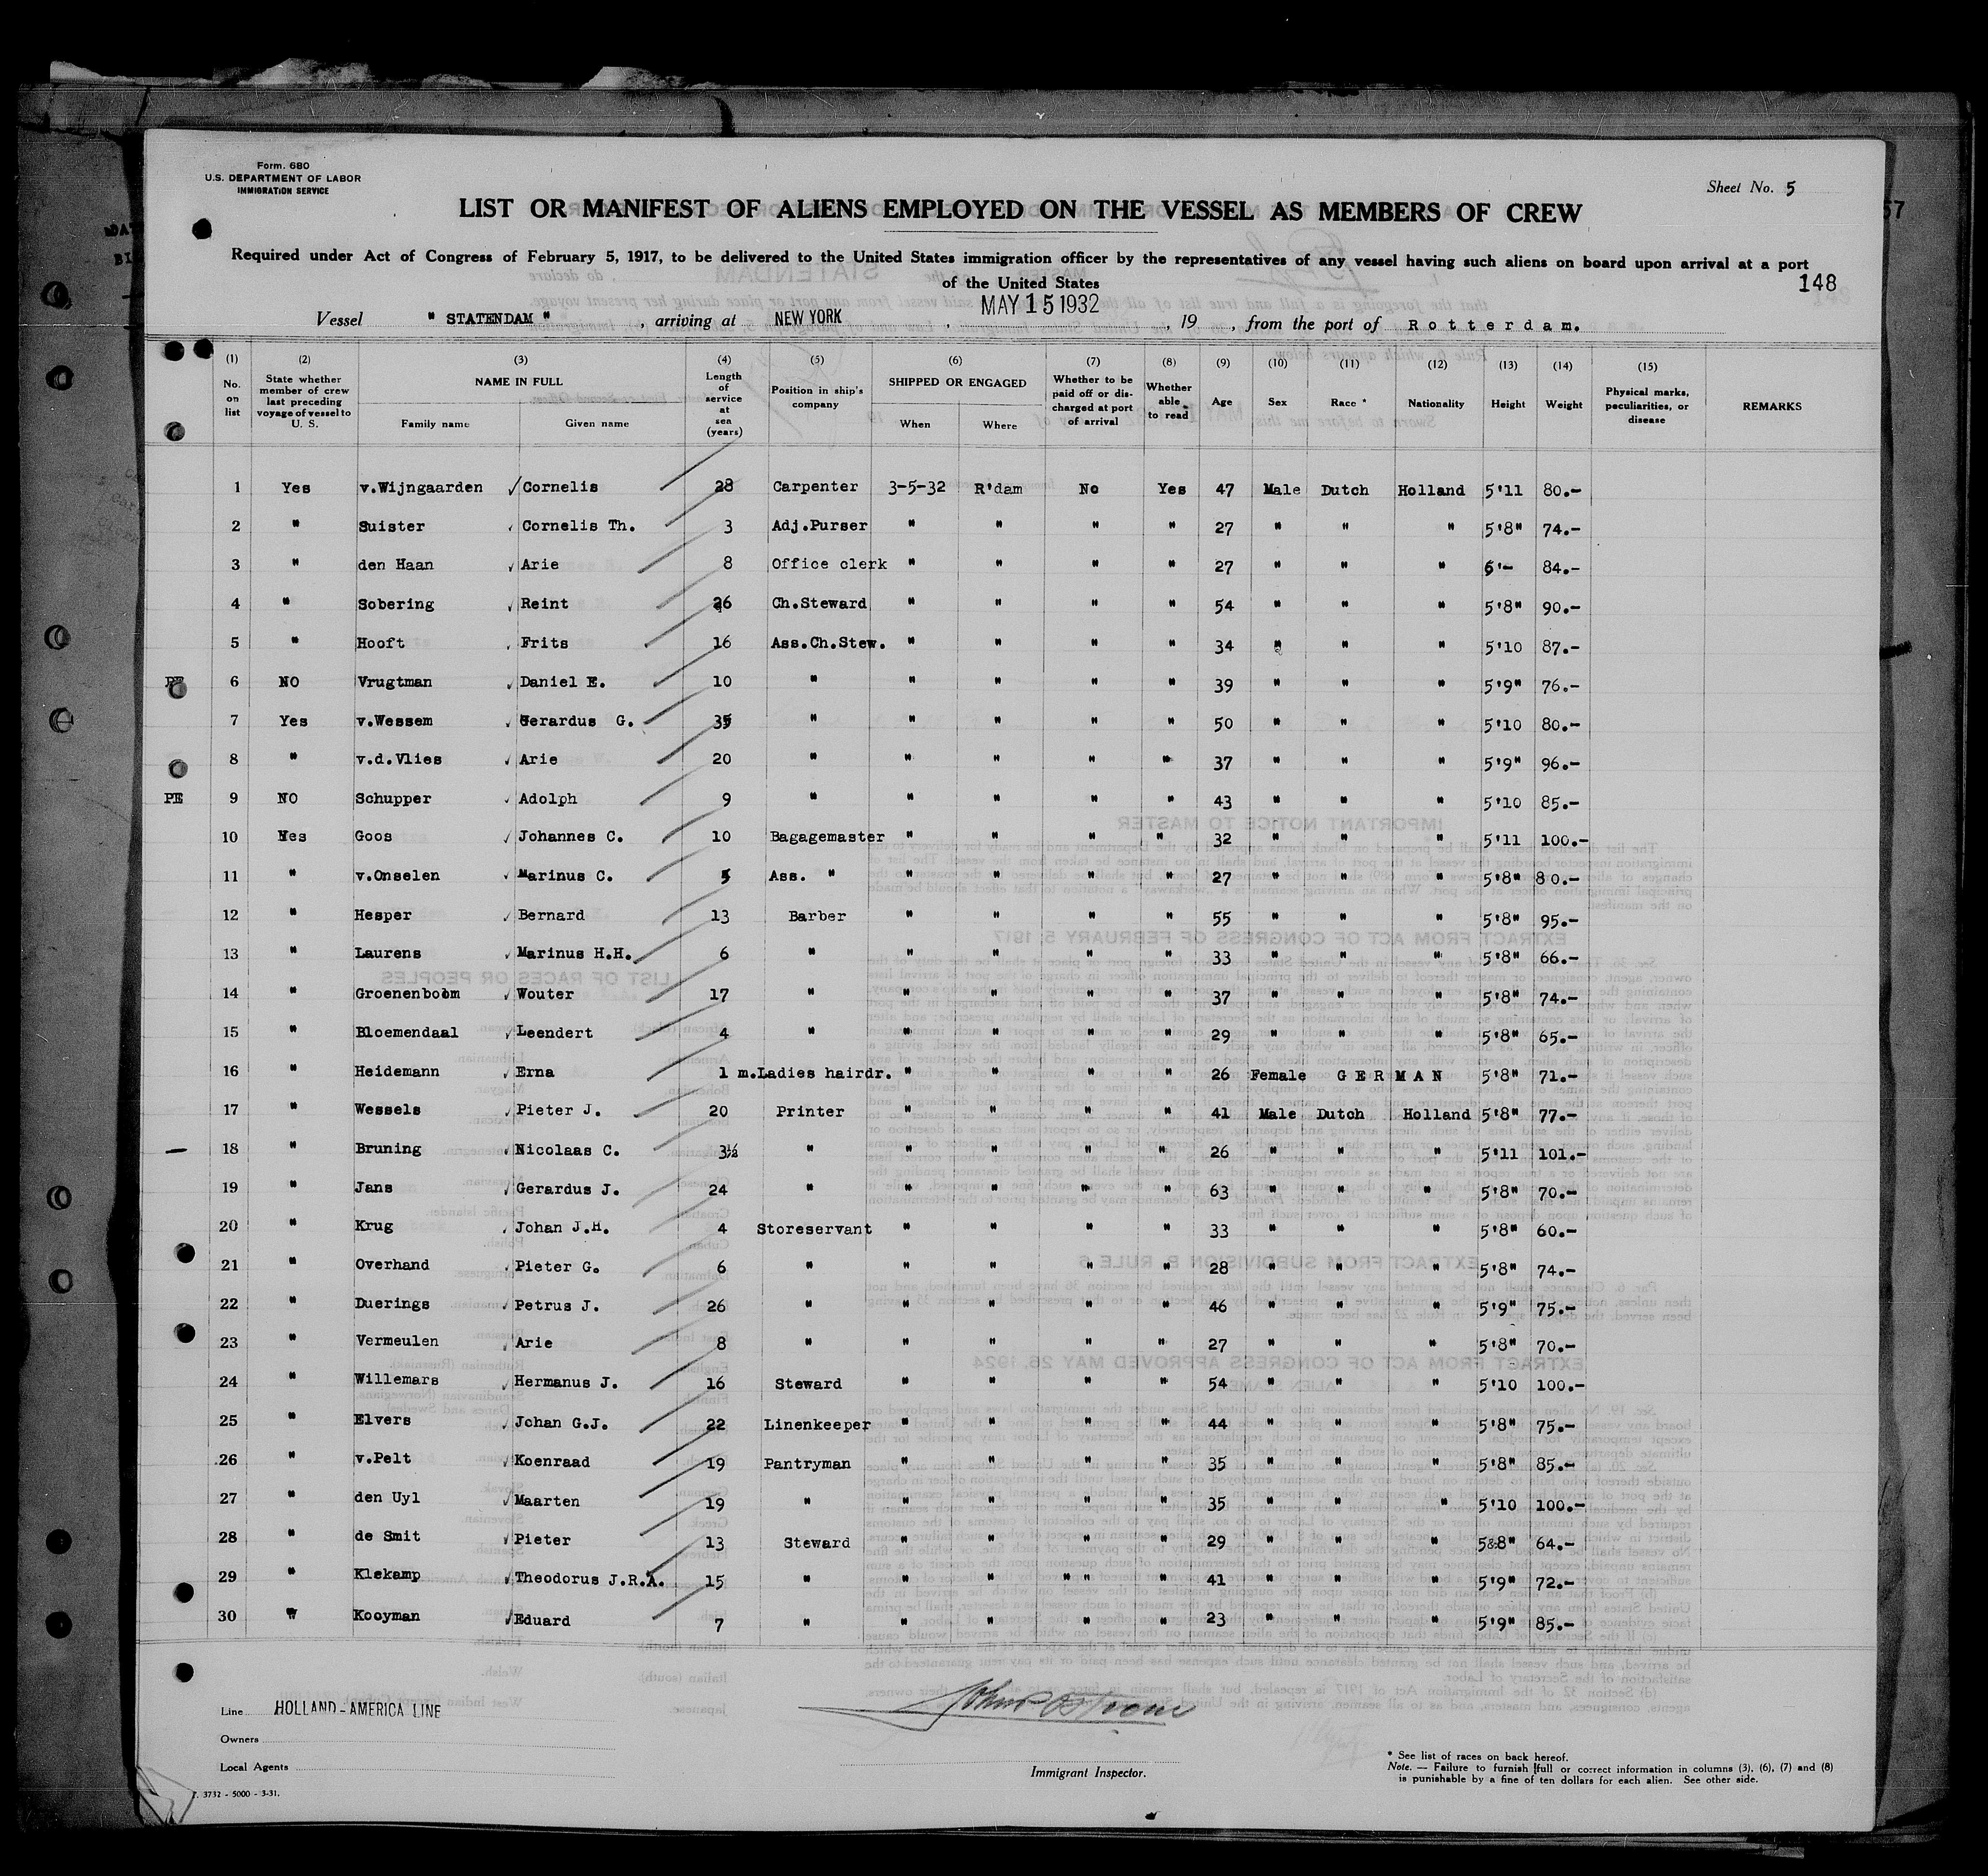 Form. 680
U.S. DEPARTMENT OF LABOR
IMMIGRATION SERVICE
Sheet No. 5
LIST OR MANIFEST OF ALIENS EMPLOYED ON THE VESSEL AS MEMBERS OF CREW
Required under Act of Congress of February 5, 1917, to be delivered to the United States immigration officer by the representatives of any vessel having such aliens on board upon arrival at a port
of the United States
148
Vessel " STATENDAM " , arriving at NEW YORK , MAY 15 1932 , 19 , from the port of Rotterdam.
(1) (2) (3) (4) (5) (6) (7) (8) (9) (10) (11) (12) (13) (14) (15)
No. on list | State whether member of crew last preceding voyage of vessel to U. S. | NAME IN FULL Family name Given name | Length of service at sea (years) | Position in ship's company | SHIPPED OR ENGAGED When Where | Whether to be paid off or discharged at port of arrival | Whether able to read | Age | Sex | Race * | Nationality | Height | Weight | Physical marks, peculiarities, or disease | REMARKS
1 Yes v.Wijngaarden Cornelis 28 Carpenter 3-5-32 R'dam No Yes 47 Male Dutch Holland 5'11 80.-
2 " Suister Cornelis Th. 3 Adj.Purser " " " " 27 " " " 5'8" 74.-
3 " den Haan Arie 8 Office clerk " " " " 27 " " " 6'- 84.-
4 " Sobering Reint 26 Ch.Steward " " " " 54 " " " 5'8" 90.-
5 " Hooft Frits 16 Ass.Ch.Stew. " " " " 34 " " " 5'10 87.-
6 NO Vrugtman Daniel E. 10 " " " " " 39 " " " 5'9" 76.-
7 Yes v.Wessem Gerardus G. 35 " " " " " 50 " " " 5'10 80.-
8 " v.d.Vlies Arie 20 " " " " " 37 " " " 5'9" 96.-
PE 9 NO Schupper Adolph 9 " " " " " 43 " " " 5'10 85.-
10 Yes Goos Johannes C. 10 Bagagemaster " " " " 32 " " " 5'11 100.-
11 " v.Onselen Marinus C. 5 Ass. " " " " " 27 " " " 5'8" 80.-
12 " Hesper Bernard 13 Barber " " " " 55 " " " 5'8" 95.-
13 " Laurens Marinus H.H. 6 " " " " " 33 " " " 5'8" 66.-
14 " Groenenboom Wouter 17 " " " " " 37 " " " 5'8" 74.-
15 " Bloemendaal Leendert 4 " " " " " 29 " " " 5'8" 65.-
16 " Heidemann Erna 1 m.Ladies hairdr. " " " " 26 Female GERMAN 5'8" 71.-
17 " Wessels Pieter J. 20 Printer " " " " 41 Male Dutch Holland 5'8" 77.-
18 " Bruning Nicolaas C. 3½ " " " " " 26 " " " 5'11 101.-
19 " Jans Gerardus J. 24 " " " " " 63 " " " 5'8" 70.-
20 " Krug Johan J.H. 4 Storeservant " " " " 33 " " " 5'8" 60.-
21 " Overhand Pieter G. 6 " " " " " 28 " " " 5'8" 74.-
22 " Duerings Petrus J. 26 " " " " " 46 " " " 5'9" 75.-
23 " Vermeulen Arie 8 " " " " " 27 " " " 5'8" 70.-
24 " Willemars Hermanus J. 16 Steward " " " " 54 " " " 5'10 100.-
25 " Elvers Johan G.J. 22 Linenkeeper " " " " 44 " " " 5'8" 75.-
26 " v.Pelt Koenraad 19 Pantryman " " " " 35 " " " 5'8" 85.-
27 " den Uyl Maarten 19 " " " " " 35 " " " 5'10 100.-
28 " de Smit Pieter 13 Steward " " " " 29 " " " 5&8" 64.-
29 " Klekamp Theodorus J.R.A. 15 " " " " " " 41 " " " 5'9" 72.-
30 " Kooyman Eduard 7 " " " " " 23 " " " 5'9" 85.-
Line HOLLAND-AMERICA LINE
Owners
Local Agents
Immigrant Inspector.
* See list of races on back hereof.
Note. — Failure to furnish full or correct information in columns (3), (6), (7) and (8)
is punishable by a fine of ten dollars for each alien. See other side.
3732 - 5000 - 3-31.